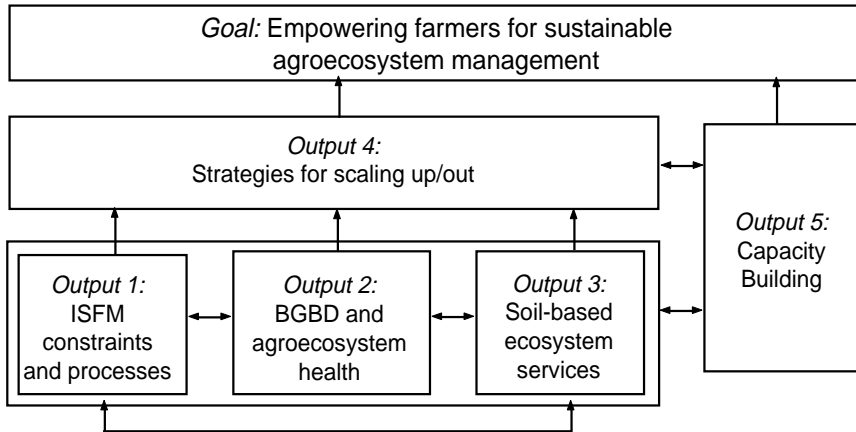 Goal: Empowering farmers for sustainable
agroecosystem management
Output 4:
Strategies for scaling up/out
Output 5:
Capacity
Building
Output 1:
ISFM
constraints
and processes
Output 2:
BGBD and
agroecosystem
health
Output 3:
Soil-based
ecosystem
services